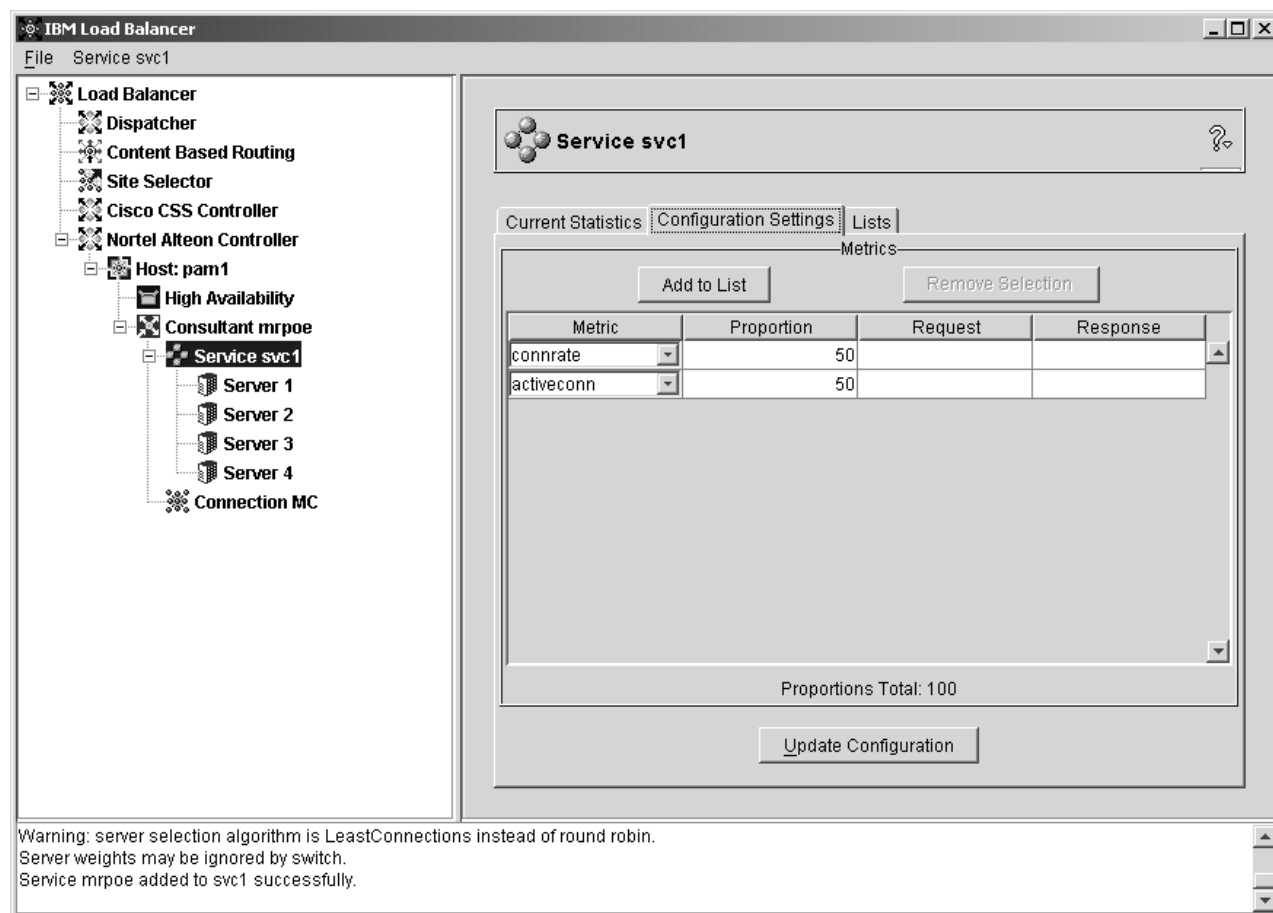 IBM Load Balancer
File Service svc1
Load Balancer
Dispatcher
Content Based Routing
Site Selector
Cisco CSS Controller
Nortel Alteon Controller
Host: pam1
High Availability
Consultant mrpoe
Service svc1
Server 1
Server 2
Server 3
Server 4
Connection MC
Service svc1
?
Current Statistics Configuration Settings Lists
Metrics
Add to List Remove Selection
Metric Proportion Request Response
connrate 50
activeconn 50
Proportions Total: 100
Update Configuration
Warning: server selection algorithm is LeastConnections instead of round robin.
Server weights may be ignored by switch.
Service mrpoe added to svc1 successfully.